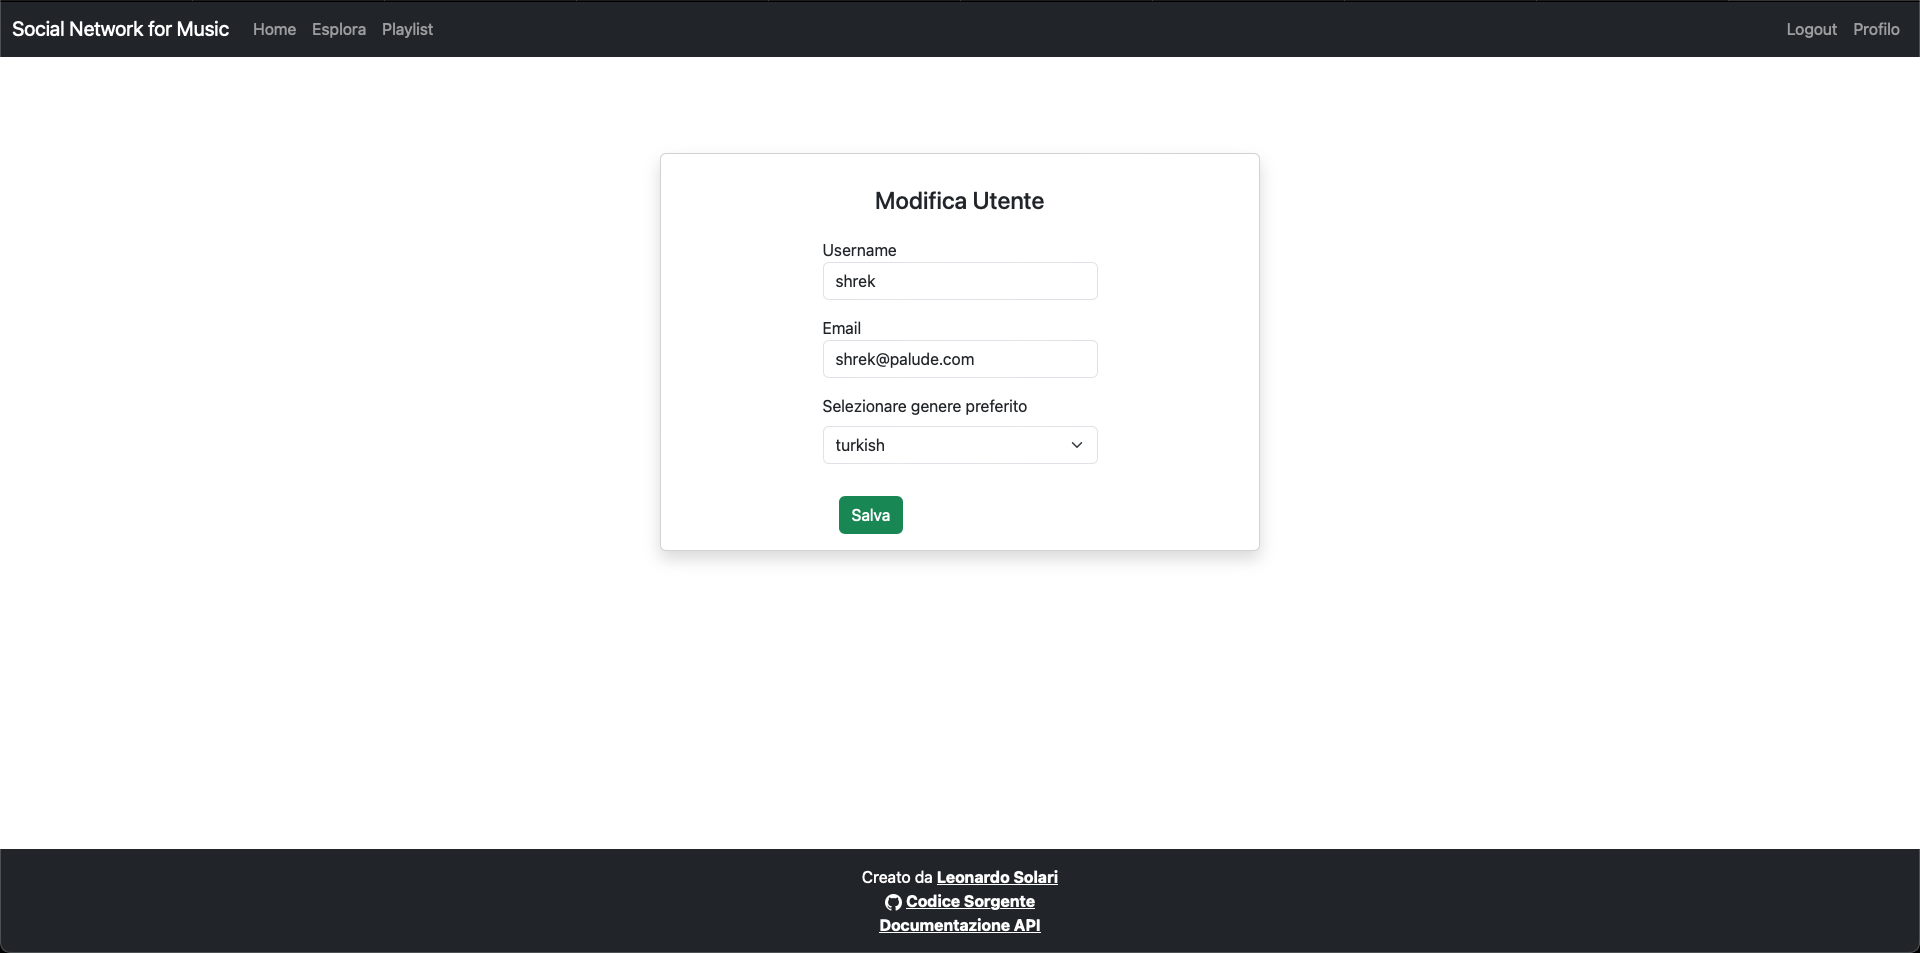 Social Network for Music Home Esplora Playlist Logout Profilo
Modifica Utente
Username
shrek
Email
shrek@palude.com
Selezionare genere preferito
turkish
Salva
Creato da Leonardo Solari
Codice Sorgente
Documentazione API